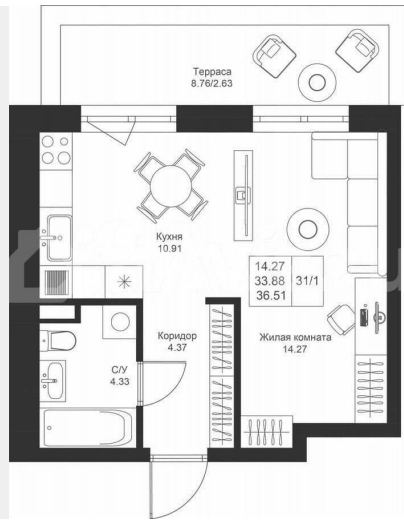 Терраса
8.76/2.63
Кухня
10.91
14.27
33.88
36.51
31/1
Коридор
4.37
Жилая комната
14.27
С/У
4.33